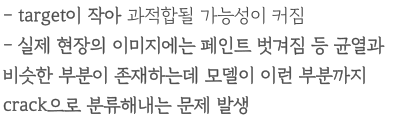 - target이 작아 과적합될 가능성이 커짐
- 실제 현장의 이미지에는 페인트 벗겨짐 등 균열과
비슷한 부분이 존재하는데 모델이 이런 부분까지
crack으로 분류해내는 문제 발생